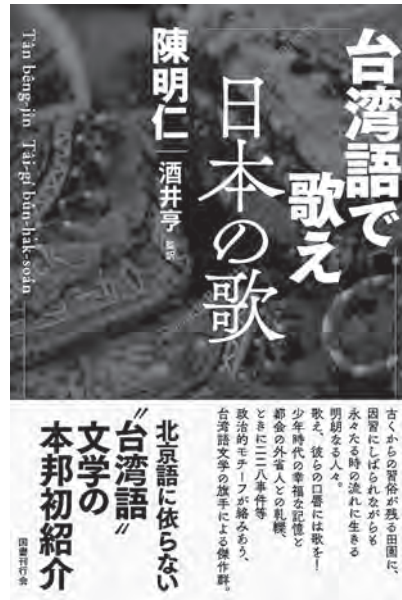 台湾語で
歌え
日本の歌
陳明仁
酒井亨 監訳
Tân bêng-jîn Tâi-gí bûn-ha̍k-soán
古くからの習俗が残る田園に、
因習にしばられながらも
永々たる時の流れに生きる
明朗なる人々。
歌え、彼らの口唇には歌を！
少年時代の幸福な記憶と
都会の外省人との軋轢、
ときに二二八事件等
政治的モチーフが絡みあう、
台湾語文学の旗手による傑作群。
北京語に依らない
“台湾語”
文学の
本邦初紹介
国書刊行会